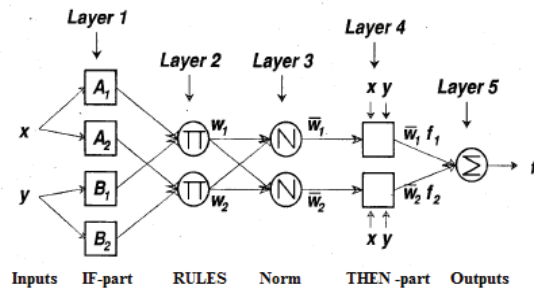 Layer 1
Layer 2
Layer 3
Layer 4
Layer 5
x y
A₁
A₂
B₁
B₂
x
y
Π
Π
w₁
w₂
N
N
w̅₁
w̅₂
w̅₁ f₁
w̅₂ f₂
x y
Σ
f
Inputs IF-part RULES Norm THEN -part Outputs